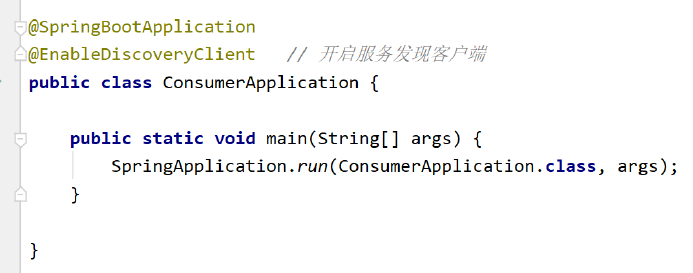 @SpringBootApplication
@EnableDiscoveryClient   // 开启服务发现客户端
public class ConsumerApplication {
public static void main(String[] args) {
SpringApplication.run(ConsumerApplication.class, args);
}
}